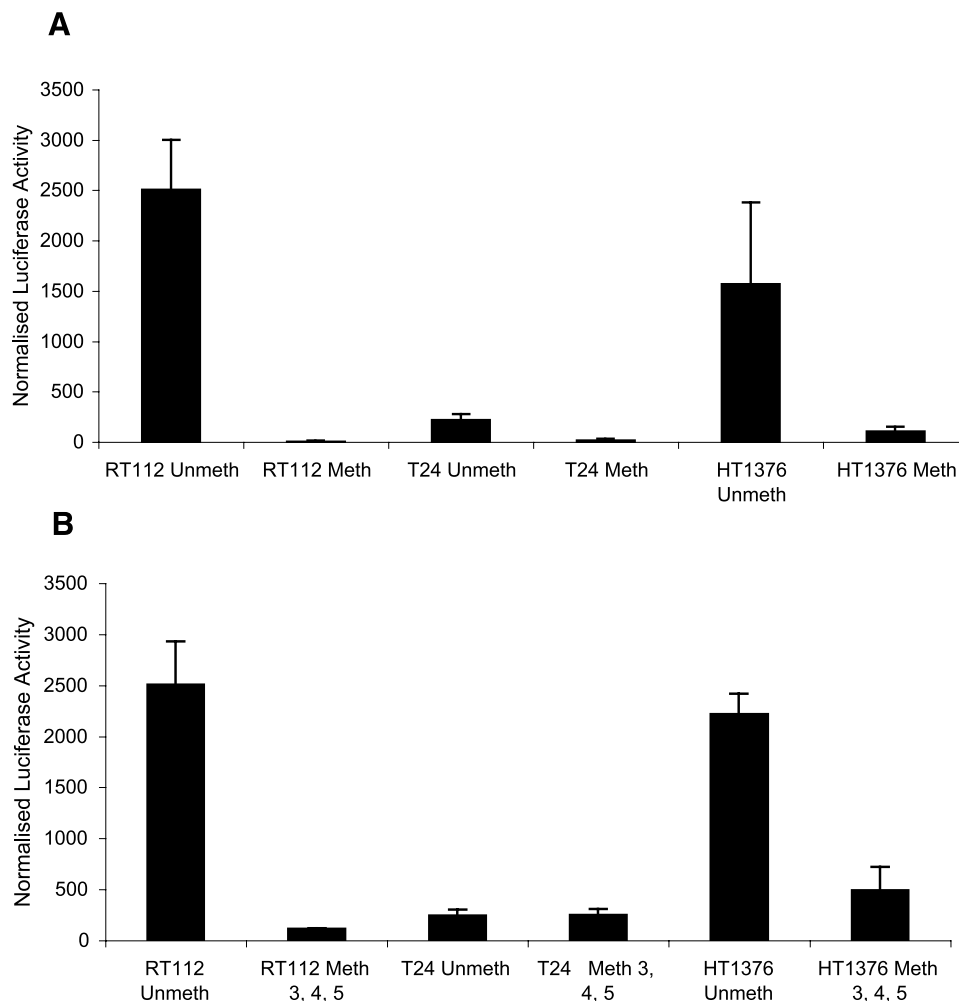 A
Normalised Luciferase Activity
3500
3000
2500
2000
1500
1000
500
0
RT112 Unmeth
RT112 Meth
T24 Unmeth
T24 Meth
HT1376
Unmeth
HT1376 Meth
B
Normalised Luciferase Activity
3500
3000
2500
2000
1500
1000
500
0
RT112
Unmeth
RT112 Meth
3, 4, 5
T24 Unmeth
T24 Meth 3,
4, 5
HT1376
Unmeth
HT1376 Meth
3, 4, 5